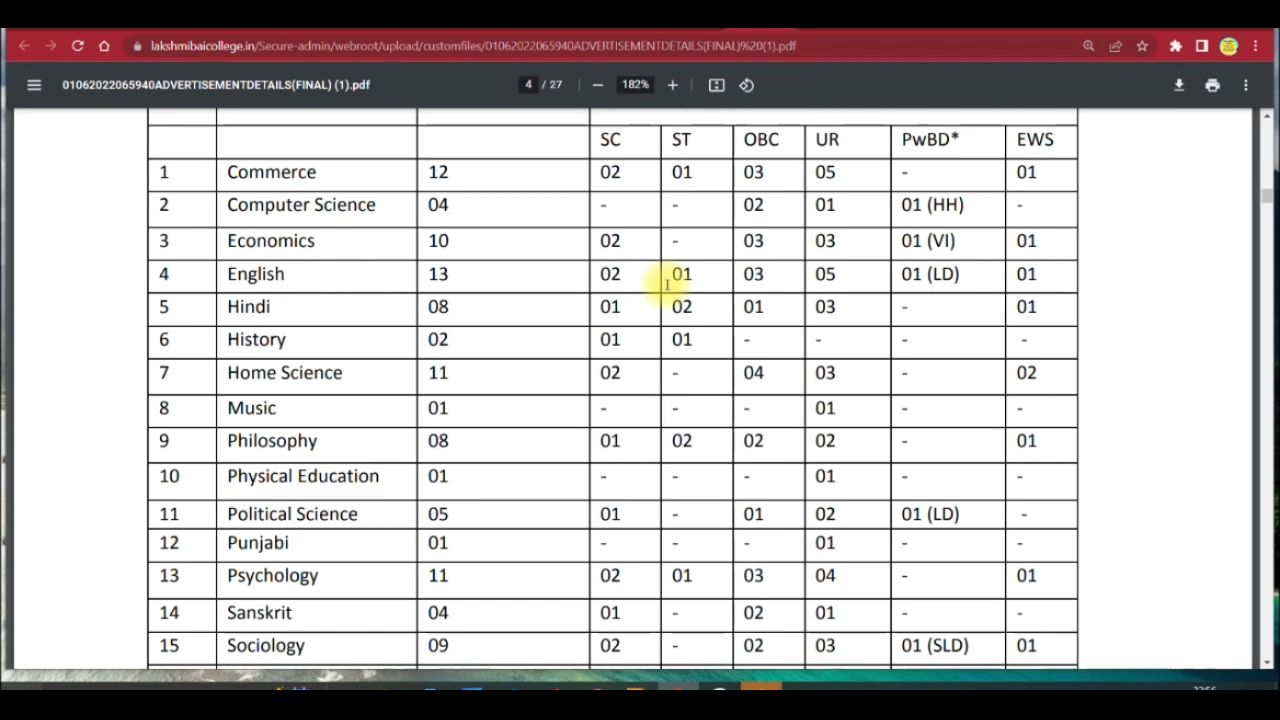 lakshmibaicollege.in/Secure-admin/webroot/upload/customfiles/01062022065940ADVERTISEMENTDETAILS(FINAL)%20(1).pdf
01062022065940ADVERTISEMENTDETAILS(FINAL) (1).pdf 4 / 27 182%
SC ST OBC UR PwBD* EWS
1 Commerce 12 02 01 03 05 - 01
2 Computer Science 04 - - 02 01 01 (HH) -
3 Economics 10 02 - 03 03 01 (VI) 01
4 English 13 02 01 03 05 01 (LD) 01
5 Hindi 08 01 02 01 03 - 01
6 History 02 01 01 - - - -
7 Home Science 11 02 - 04 03 - 02
8 Music 01 - - - 01 - -
9 Philosophy 08 01 02 02 02 - 01
10 Physical Education 01 - - - 01 - -
11 Political Science 05 01 - 01 02 01 (LD) -
12 Punjabi 01 - - - 01 - -
13 Psychology 11 02 01 03 04 - 01
14 Sanskrit 04 01 - 02 01 - -
15 Sociology 09 02 - 02 03 01 (SLD) 01